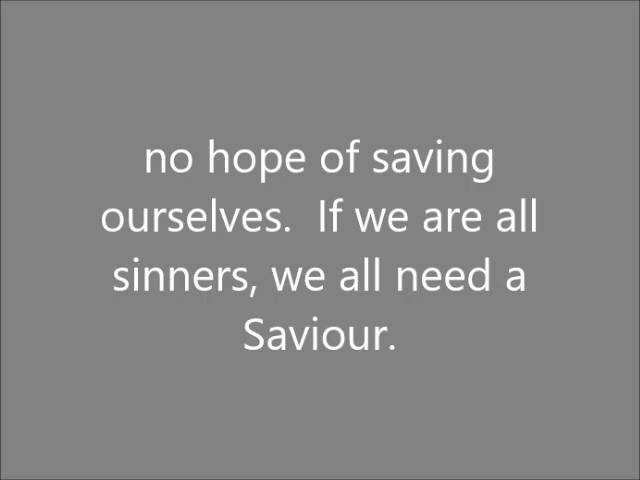 no hope of saving
ourselves.  If we are all
sinners, we all need a
Saviour.